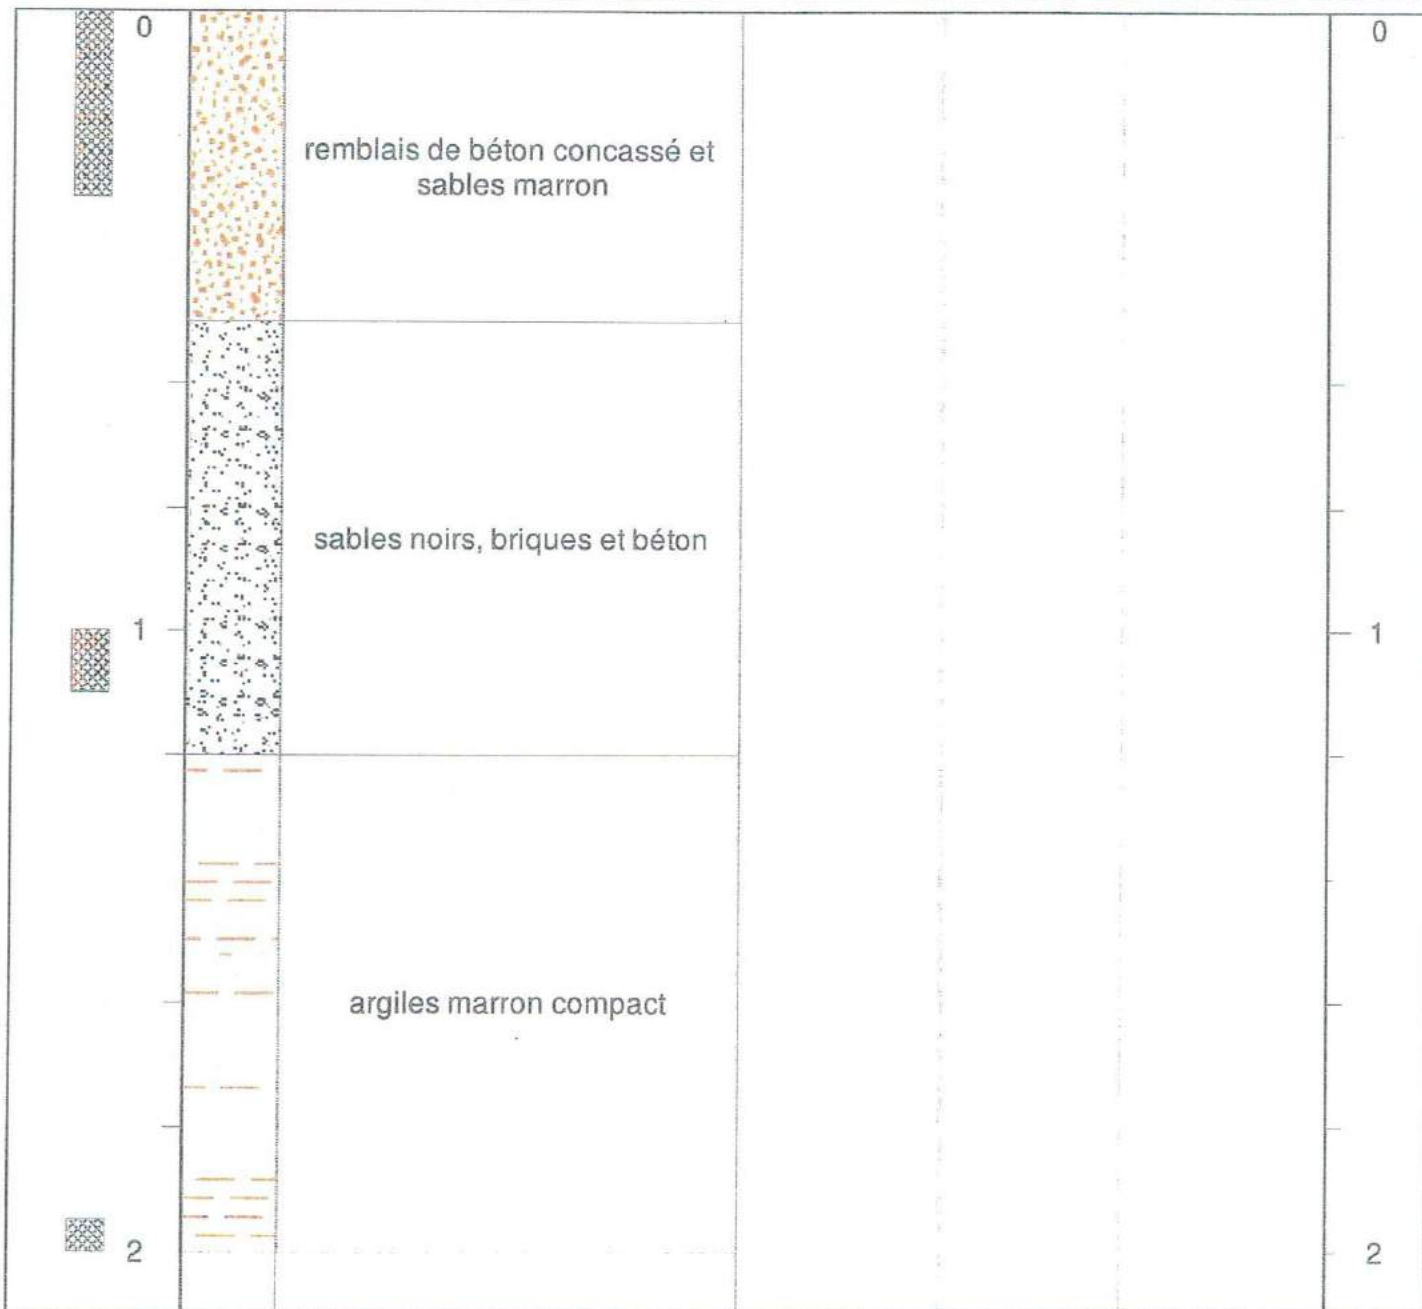 0
0
remblais de béton concassé et
sables marron
sables noirs, briques et béton
1
1
argiles marron compact
2
2